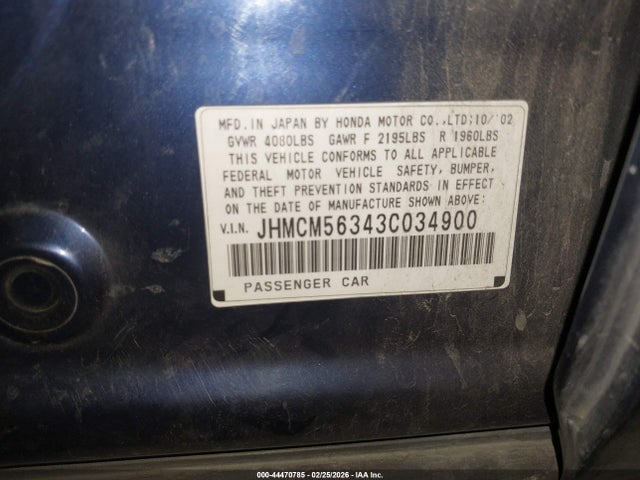 MFD.IN JAPAN BY HONDA MOTOR CO.,LTD;10/'02
GVWR 4080LBS GAWR F 2195LBS R 1960LBS
THIS VEHICLE CONFORMS TO ALL APPLICABLE
FEDERAL MOTOR VEHICLE SAFETY, BUMPER,
AND THEFT PREVENTION STANDARDS IN EFFECT
ON THE DATE OF MANUFACTURE SHOWN ABOVE:
V.I.N. JHMCM56343C034900
PASSENGER CAR
000-44470785 - 02/25/2026 - IAA Inc.